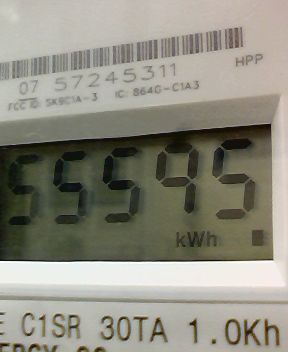 HPP
07 57245311
FCC ID: SK9C1A-3 IC: 864G-C1A3
55595
kWh
C1SR 30TA 1.0Kh